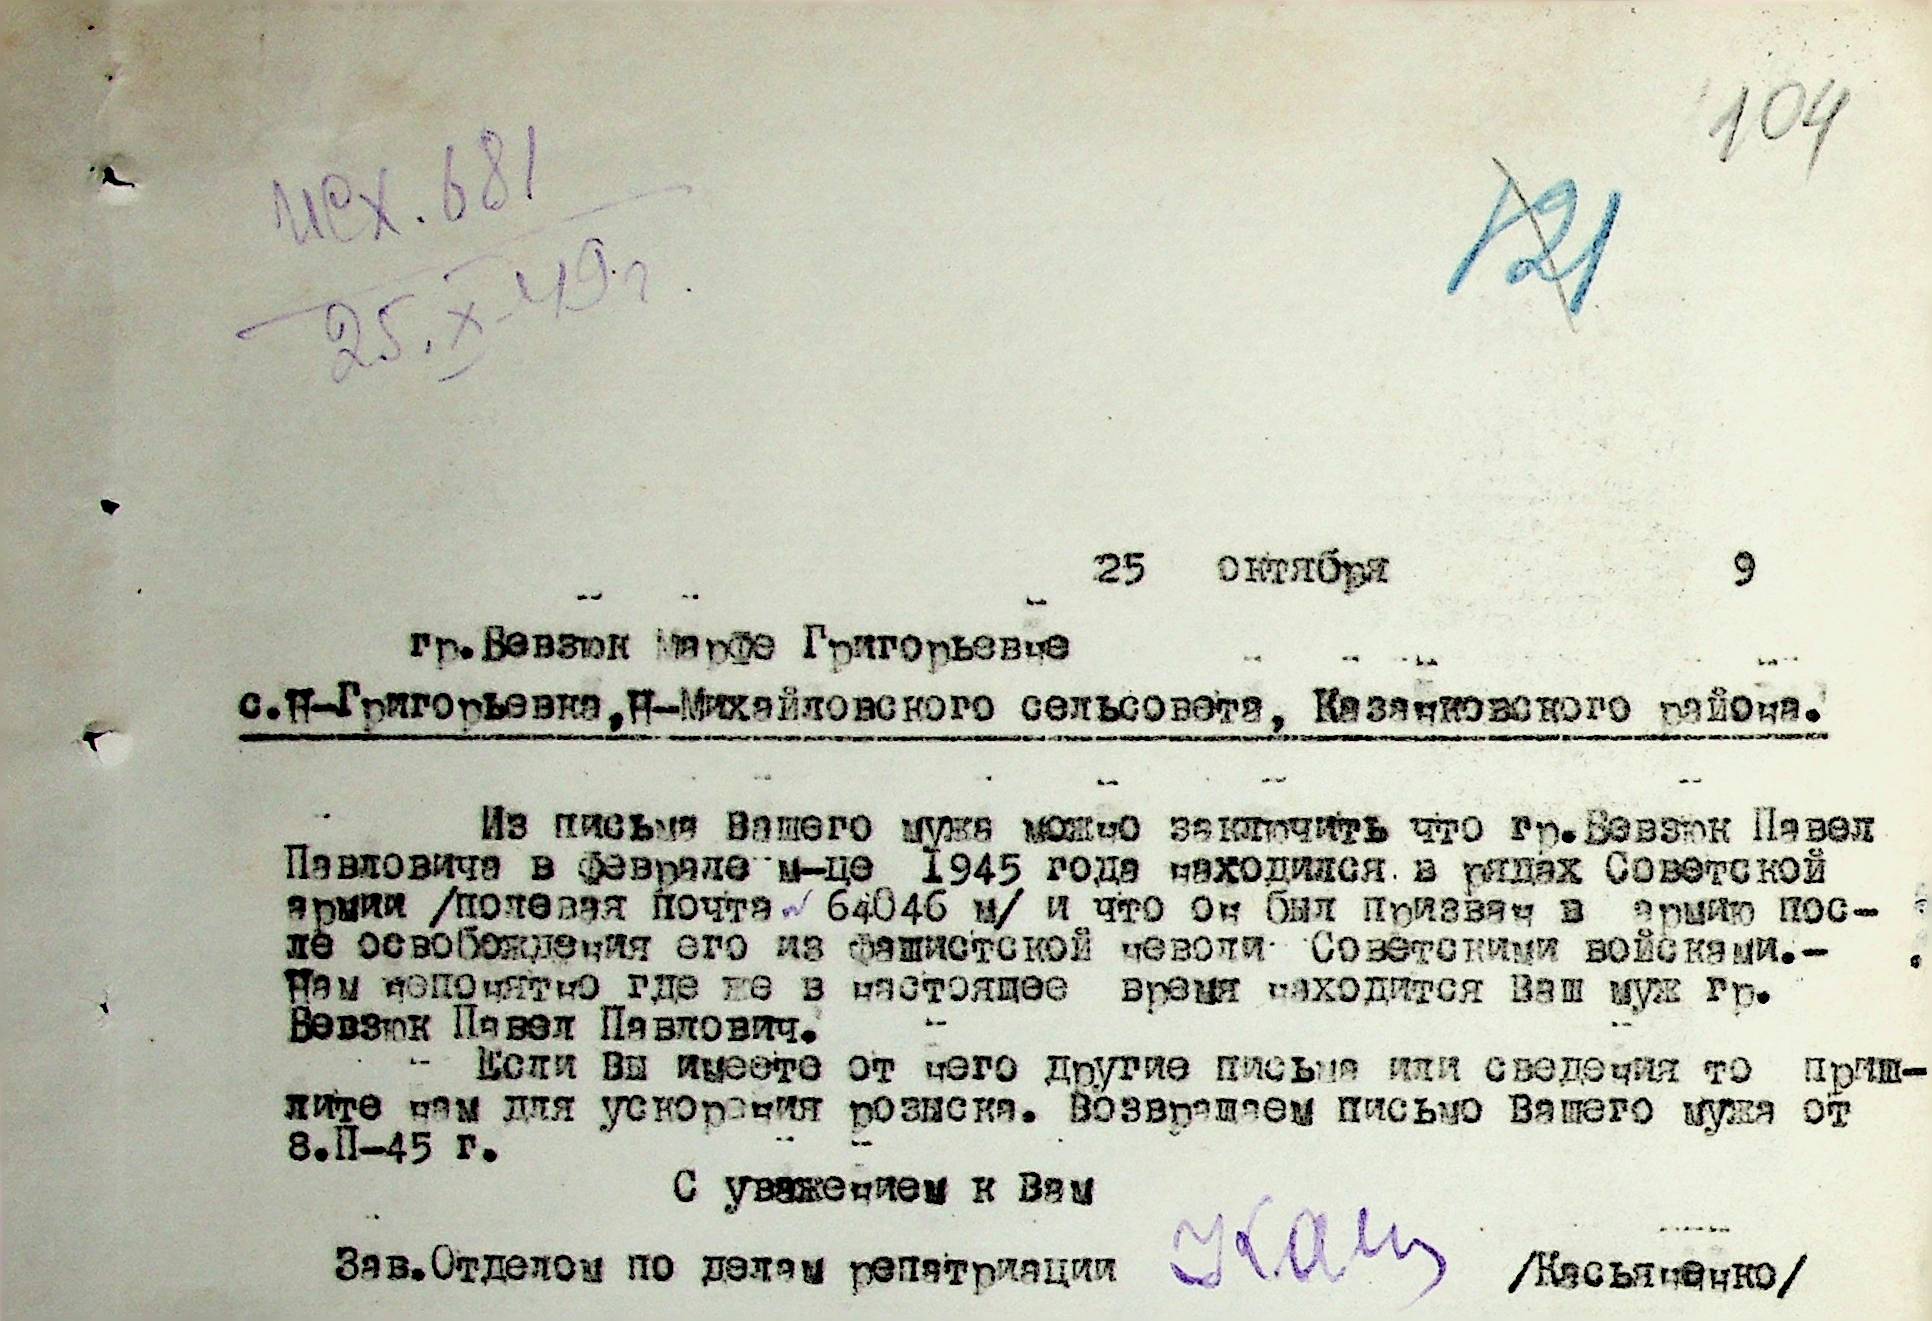 104
исх. 681
121
25.X-49г.
25 октября 9
гр.Вевзюк Марфе Григорьевце
с.Н-Григорьевка,Н-Михайловского сельсовета, Казанковского района.
Из письма Вашего мужа можно заключить что гр.Вевзюк Павел
Павловича в феврале м-це 1945 года находился в рядах Советской
армии /полевая почта 64046 м/ и что он был призван в армию пос-
ле освобождения его из фашистской неволи Советскими войсками.-
Нам непонятно где же в настоящее время находится Ваш муж гр.
Вевзюк Павел Павлович.
Если Вы имеете от него другие письма или сведения то приш-
лите нам для ускорения розыска. Возвращаем письмо Вашего мужа от
8.П-45 г.
С уважением к Вам
Зав.Отделом по делам репатриации /Касьяненко/